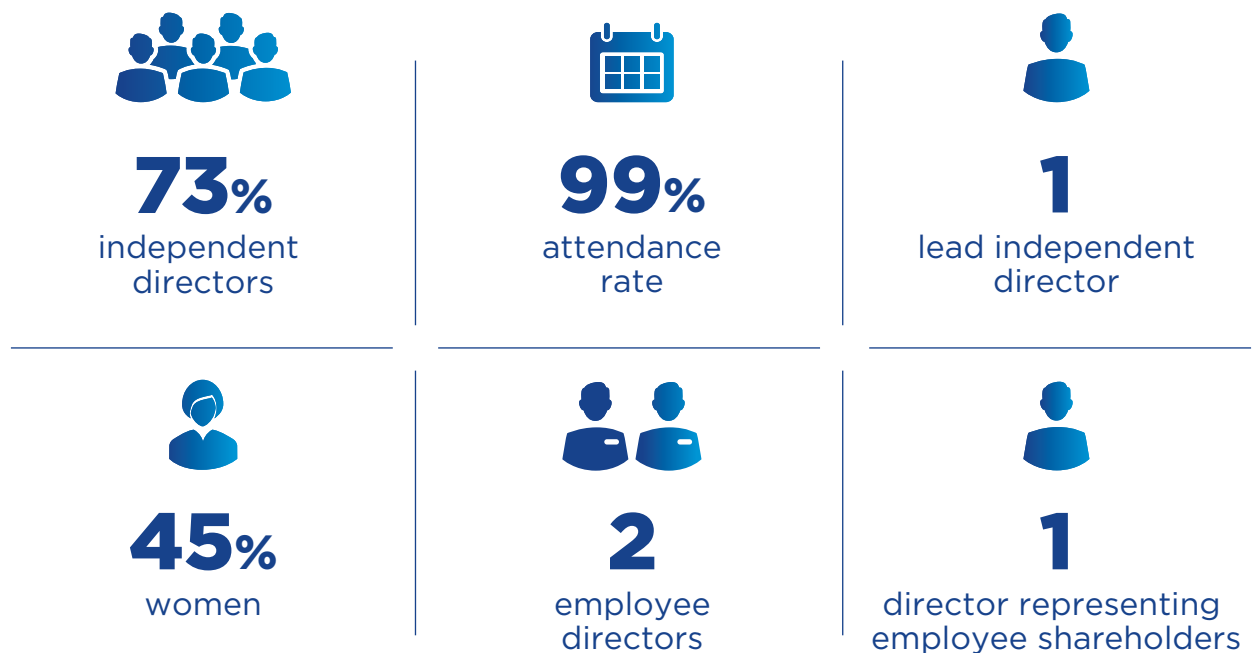 73%
independent
directors
99%
attendance
rate
1
lead independent
director
45%
women
2
employee
directors
1
director representing
employee shareholders